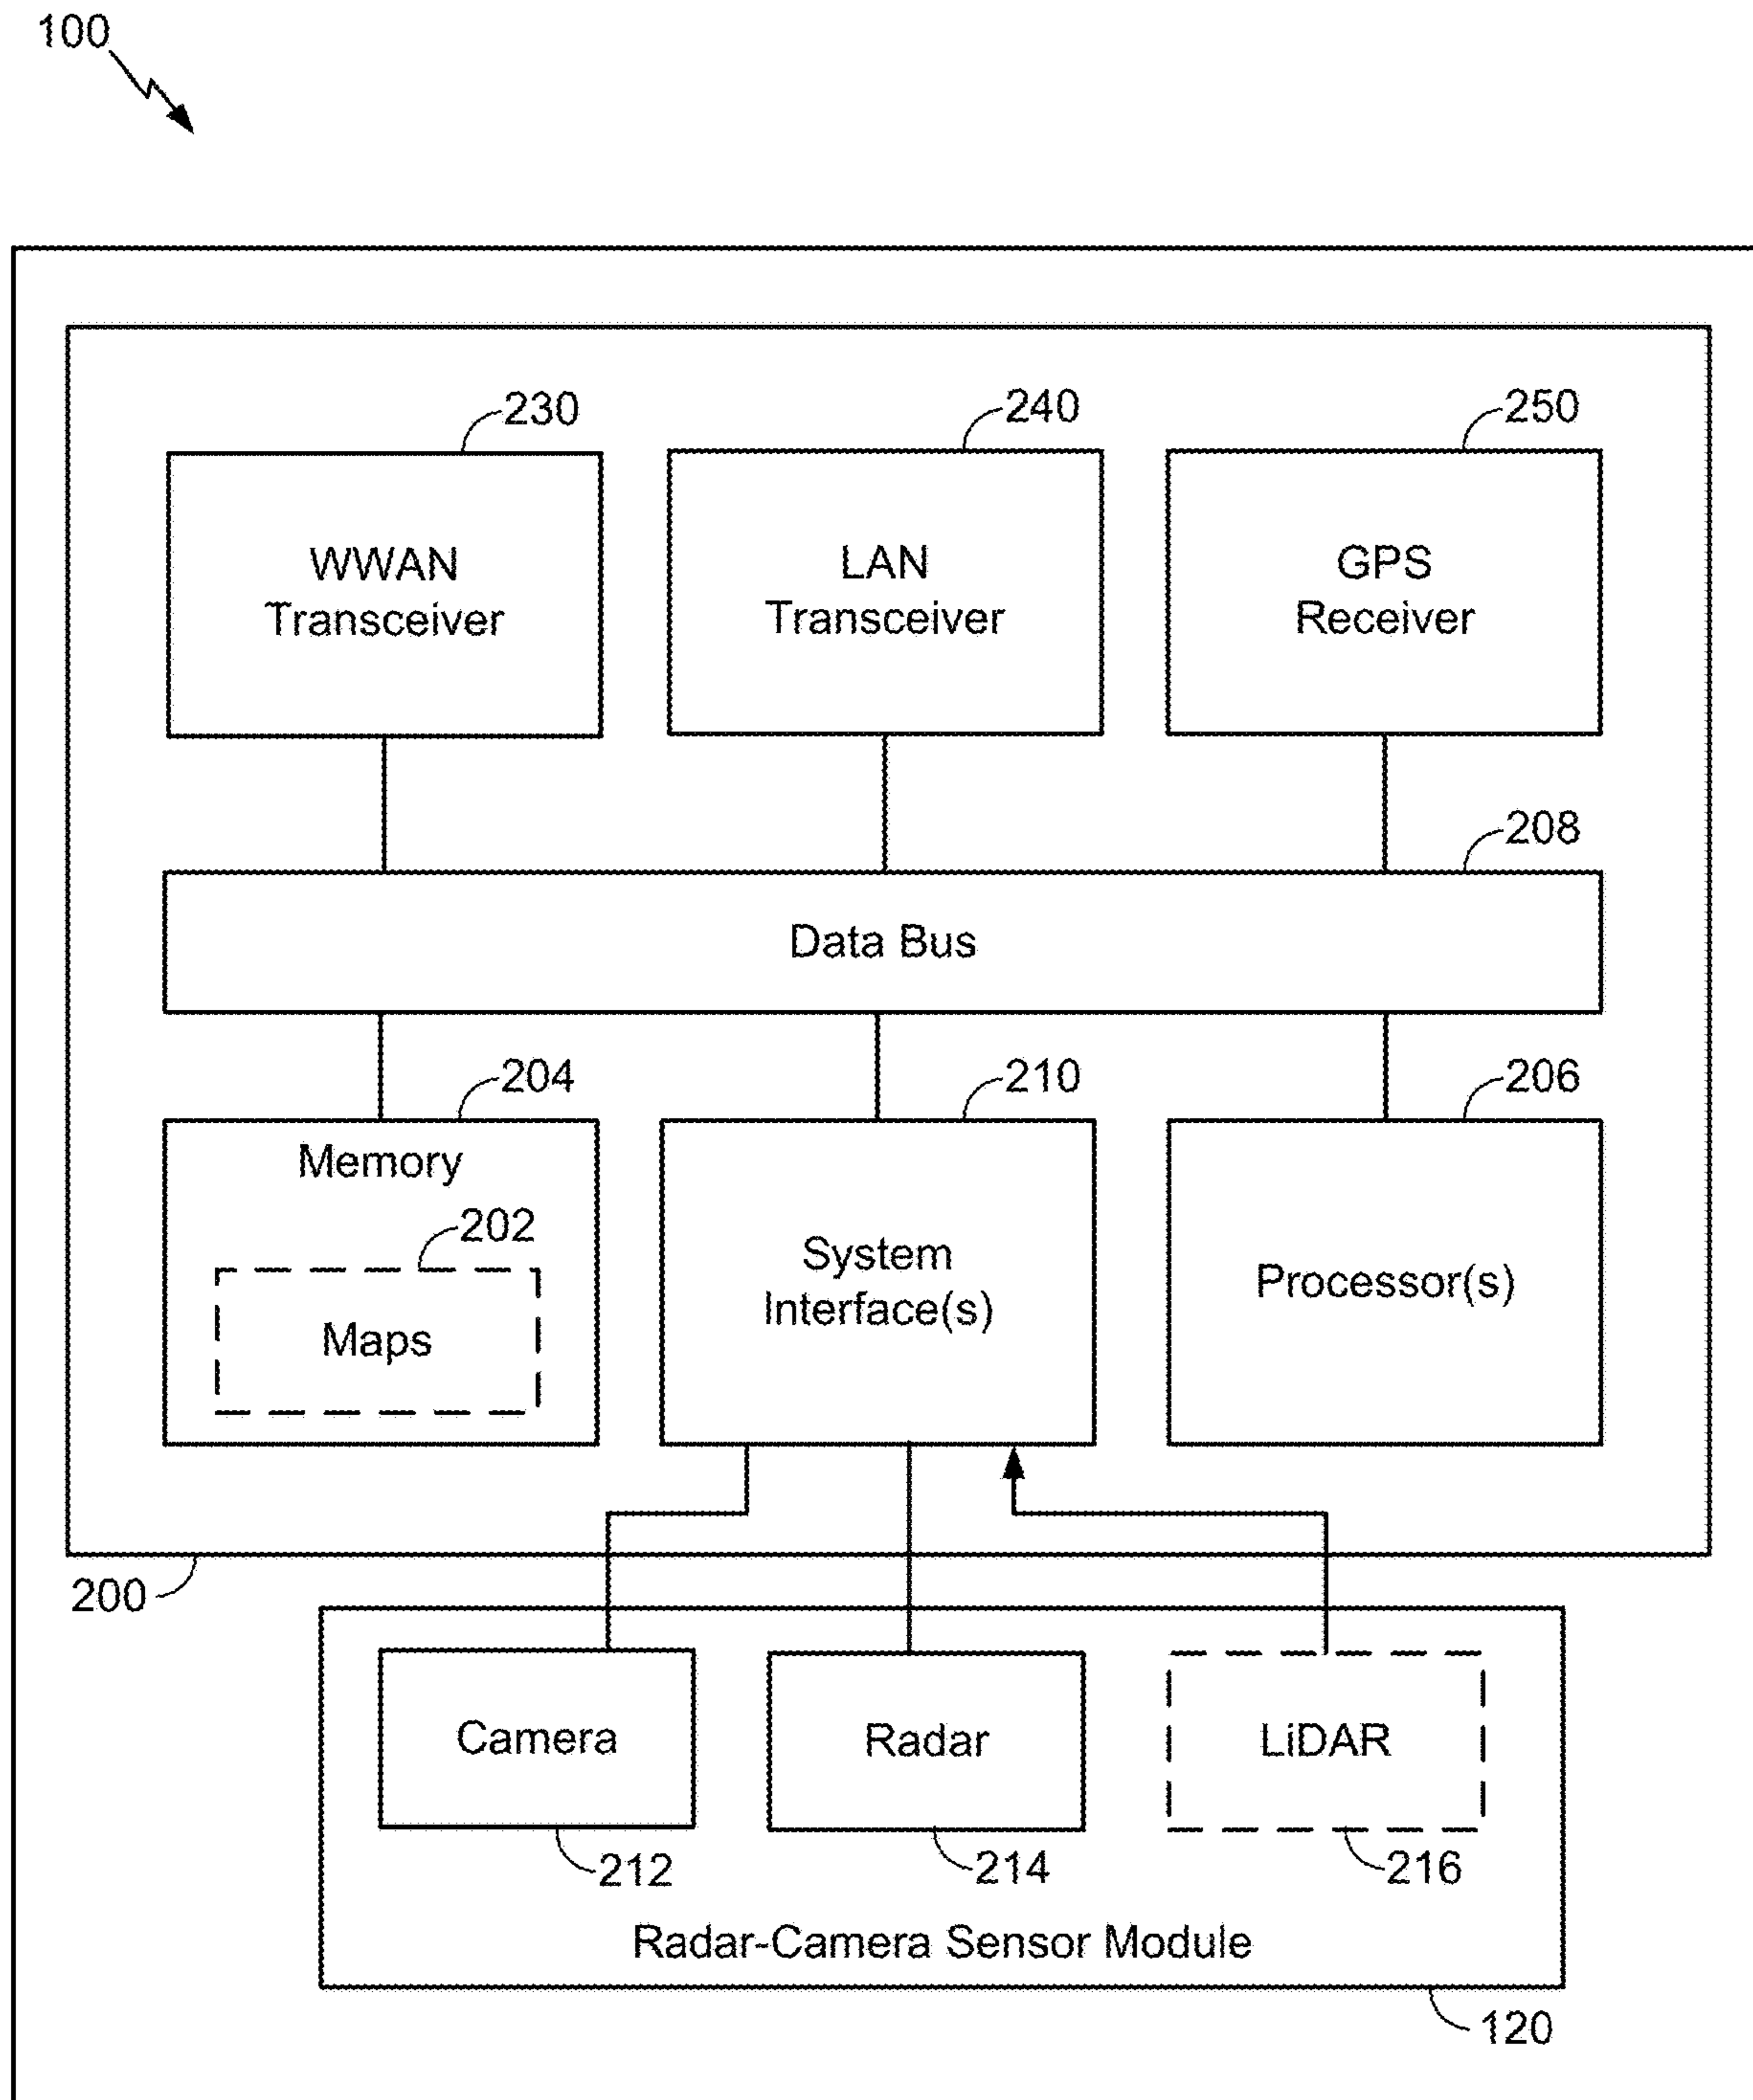 100
230
240
250
WWAN
Transceiver
LAN
Transceiver
GPS
Receiver
208
Data Bus
204
210
206
Memory
202
Maps
System
Interface(s)
Processor(s)
200
Camera
Radar
LiDAR
212
214
216
Radar-Camera Sensor Module
120